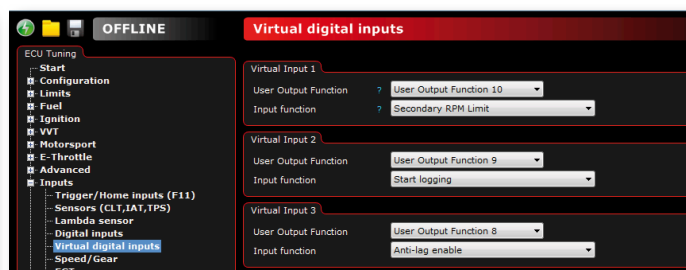 OFFLINE
Virtual digital inputs
ECU Tuning
Start
Configuration
Limits
Fuel
Ignition
VVT
Motorsport
E-Throttle
Advanced
Inputs
Trigger/Home inputs (F11)
Sensors (CLT,IAT,TPS)
Lambda sensor
Digital inputs
Virtual digital inputs
Speed/Gear
Virtual Input 1
User Output Function ? User Output Function 10
Input function ? Secondary RPM Limit
Virtual Input 2
User Output Function User Output Function 9
Input function Start logging
Virtual Input 3
User Output Function User Output Function 8
Input function Anti-lag enable